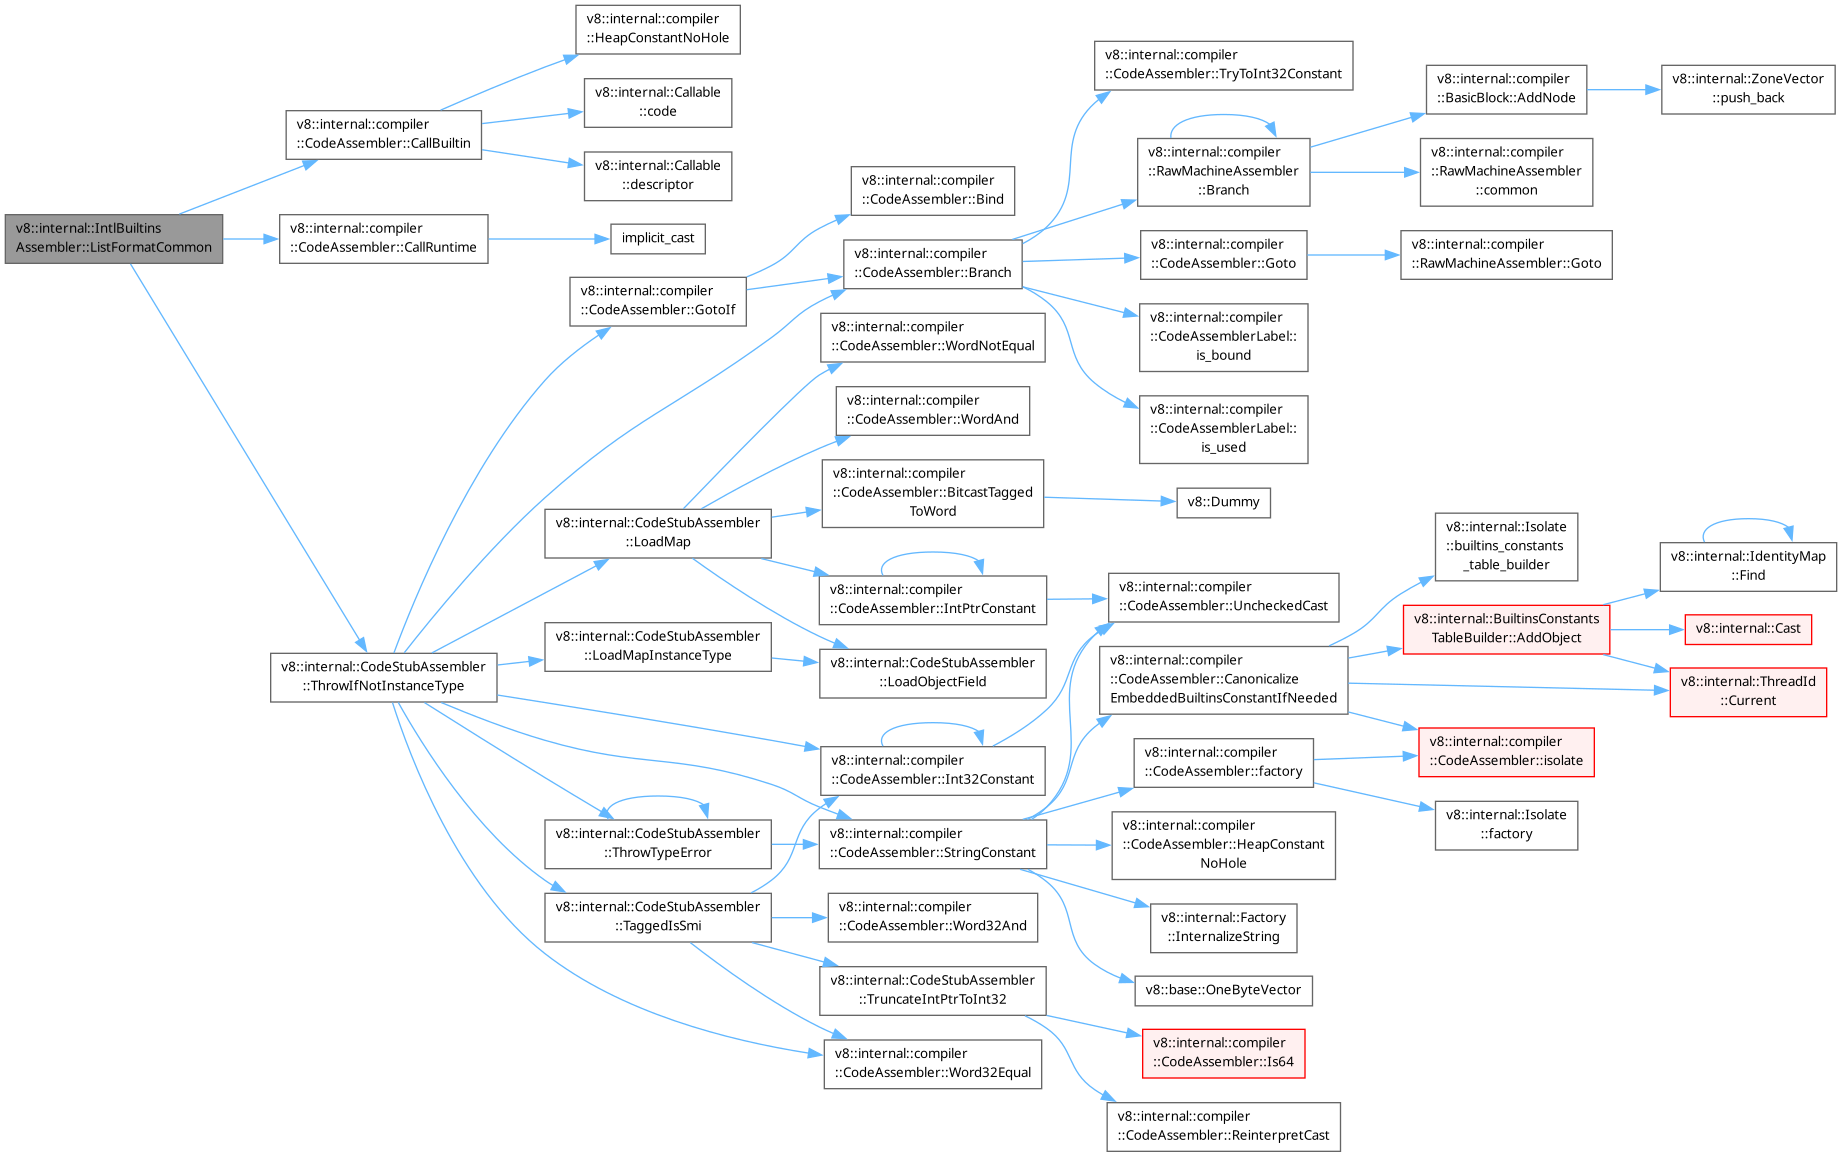 v8::internal::IntlBuiltins
Assembler::ListFormatCommon
v8::internal::compiler
::CodeAssembler::CallBuiltin
v8::internal::compiler
::CodeAssembler::CallRuntime
v8::internal::CodeStubAssembler
::ThrowIfNotInstanceType
v8::internal::compiler
::HeapConstantNoHole
v8::internal::Callable
::code
v8::internal::Callable
::descriptor
implicit_cast
v8::internal::compiler
::CodeAssembler::GotoIf
v8::internal::CodeStubAssembler
::LoadMap
v8::internal::CodeStubAssembler
::LoadMapInstanceType
v8::internal::CodeStubAssembler
::ThrowTypeError
v8::internal::CodeStubAssembler
::TaggedIsSmi
v8::internal::compiler
::CodeAssembler::Bind
v8::internal::compiler
::CodeAssembler::Branch
v8::internal::compiler
::CodeAssembler::WordNotEqual
v8::internal::compiler
::CodeAssembler::WordAnd
v8::internal::compiler
::CodeAssembler::BitcastTagged
ToWord
v8::internal::compiler
::CodeAssembler::IntPtrConstant
v8::internal::CodeStubAssembler
::LoadObjectField
v8::internal::compiler
::CodeAssembler::Int32Constant
v8::internal::compiler
::CodeAssembler::StringConstant
v8::internal::compiler
::CodeAssembler::Word32And
v8::internal::CodeStubAssembler
::TruncateIntPtrToInt32
v8::internal::compiler
::CodeAssembler::Word32Equal
v8::internal::compiler
::CodeAssembler::TryToInt32Constant
v8::internal::compiler
::RawMachineAssembler
::Branch
v8::internal::compiler
::CodeAssembler::Goto
v8::internal::compiler
::CodeAssemblerLabel::
is_bound
v8::internal::compiler
::CodeAssemblerLabel::
is_used
v8::Dummy
v8::internal::compiler
::CodeAssembler::UncheckedCast
v8::internal::compiler
::CodeAssembler::Canonicalize
EmbeddedBuiltinsConstantIfNeeded
v8::internal::compiler
::CodeAssembler::factory
v8::internal::compiler
::CodeAssembler::HeapConstant
NoHole
v8::internal::Factory
::InternalizeString
v8::base::OneByteVector
v8::internal::compiler
::CodeAssembler::Is64
v8::internal::compiler
::CodeAssembler::ReinterpretCast
v8::internal::compiler
::BasicBlock::AddNode
v8::internal::compiler
::RawMachineAssembler
::common
v8::internal::compiler
::RawMachineAssembler::Goto
v8::internal::Isolate
::builtins_constants
_table_builder
v8::internal::BuiltinsConstants
TableBuilder::AddObject
v8::internal::compiler
::CodeAssembler::isolate
v8::internal::Isolate
::factory
v8::internal::ZoneVector
::push_back
v8::internal::IdentityMap
::Find
v8::internal::Cast
v8::internal::ThreadId
::Current